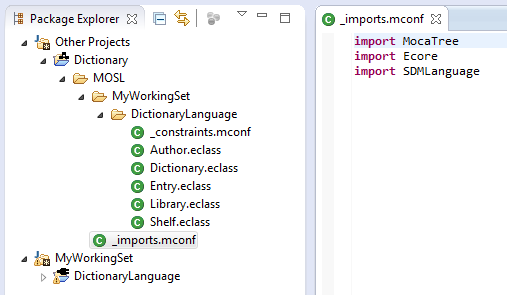 Package Explorer
Other Projects
Dictionary
MOSL
MyWorkingSet
DictionaryLanguage
_constraints.mconf
Author.eclass
Dictionary.eclass
Entry.eclass
Library.eclass
Shelf.eclass
_imports.mconf
MyWorkingSet
DictionaryLanguage
_imports.mconf
import MocaTree
import Ecore
import SDMLanguage